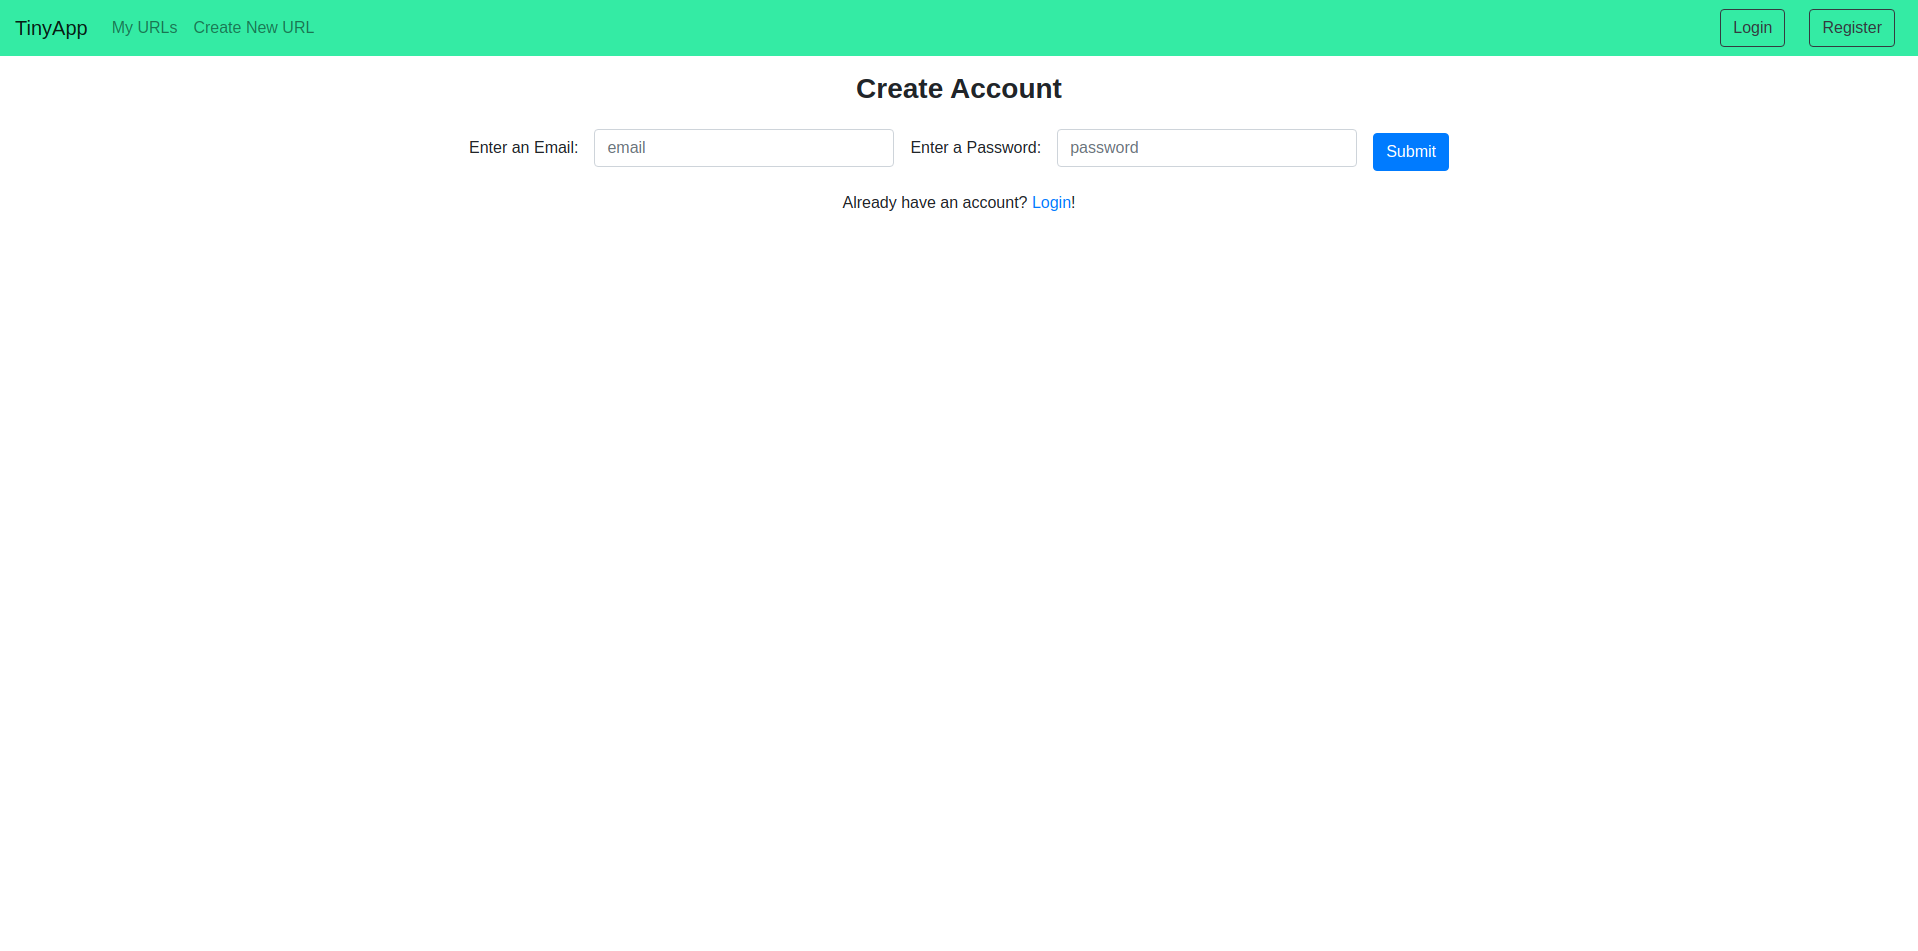 TinyApp My URLs Create New URL Login Register
Create Account
Enter an Email: email Enter a Password: password Submit
Already have an account? Login!